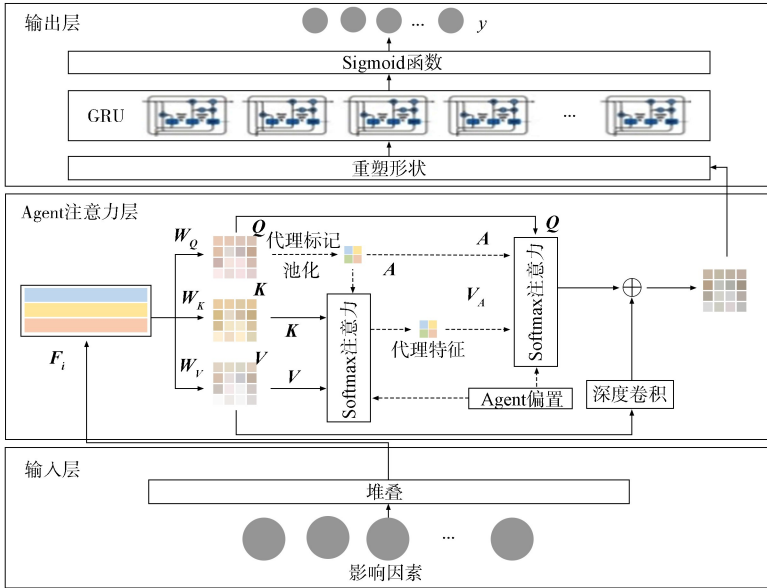 输出层
... y
Sigmoid函数
GRU ...
重塑形状
Agent注意力层
W_Q Q 代理标记 A Q
池化 A
W_K K K V_A
Softmax注意力
Softmax注意力
代理特征
F_i
W_V V V
Agent偏置
深度卷积
输入层
堆叠
...
影响因素